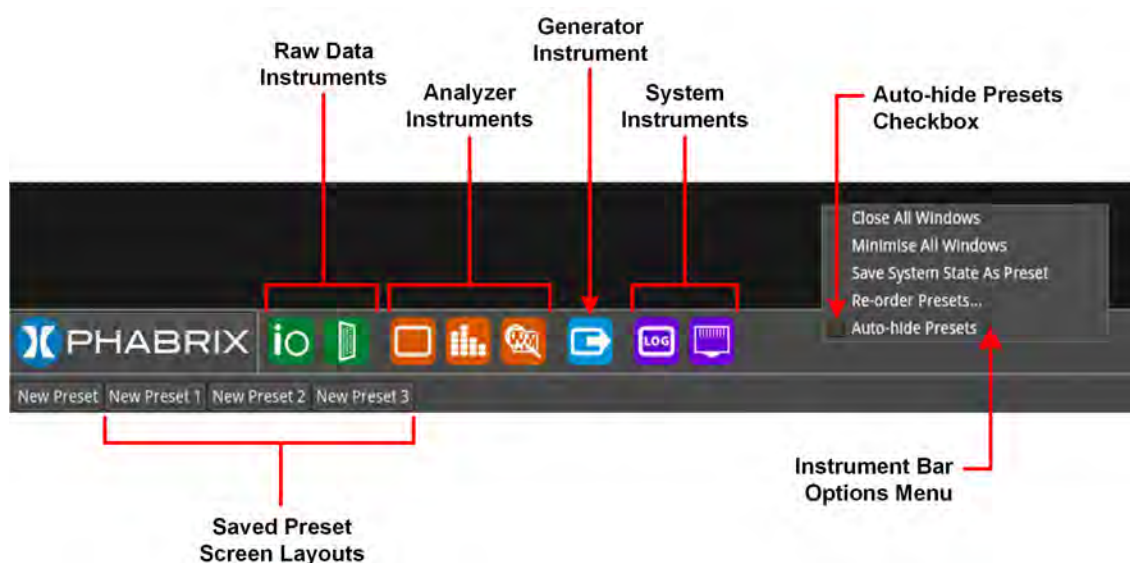 Generator
Instrument
Raw Data
Instruments
Analyzer
Instruments
System
Instruments
Auto-hide Presets
Checkbox
Close All Windows
Minimise All Windows
Save System State As Preset
Re-order Presets...
Auto-hide Presets
PHABRIX
io
LOG
New Preset New Preset 1 New Preset 2 New Preset 3
Instrument Bar
Options Menu
Saved Preset
Screen Layouts